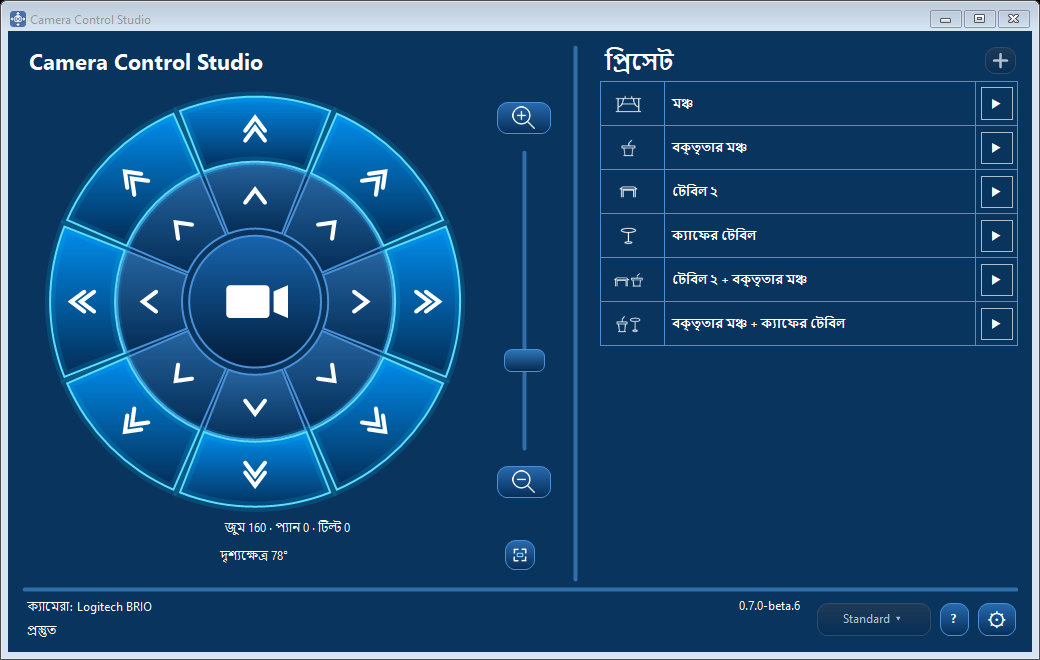 Camera Control Studio
Camera Control Studio
প্রিসেট
মঞ্চ
বক্তৃতার মঞ্চ
টেবিল ২
ক্যাফের টেবিল
টেবিল ২ + বক্তৃতার মঞ্চ
বক্তৃতার মঞ্চ + ক্যাফের টেবিল
জুম 160 · প্যান 0 · টিল্ট 0
দৃশ্যক্ষেত্র 78°
ক্যামেরা: Logitech BRIO
প্রস্তুত
0.7.0-beta.6
Standard
?